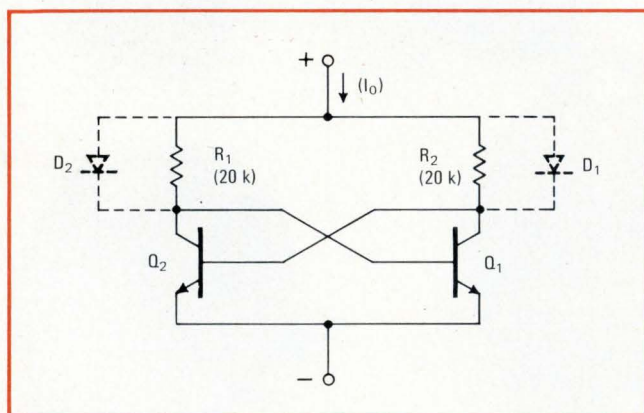 +
(I₀)
D₂
R₁
(20 k)
R₂
(20 k)
D₁
Q₂
Q₁
−